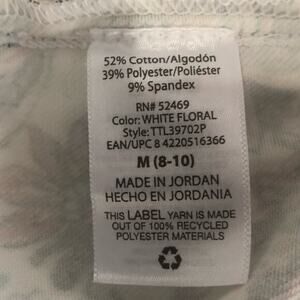 52% Cotton/Algodón
39% Polyester/Poliéster
9% Spandex
RN# 52469
Color: WHITE FLORAL
Style: TTL39702P
EAN/UPC 8 4220516366
M (8-10)
MADE IN JORDAN
HECHO EN JORDANIA
THIS LABEL YARN IS MADE
OUT OF 100% RECYCLED
POLYESTER MATERIALS